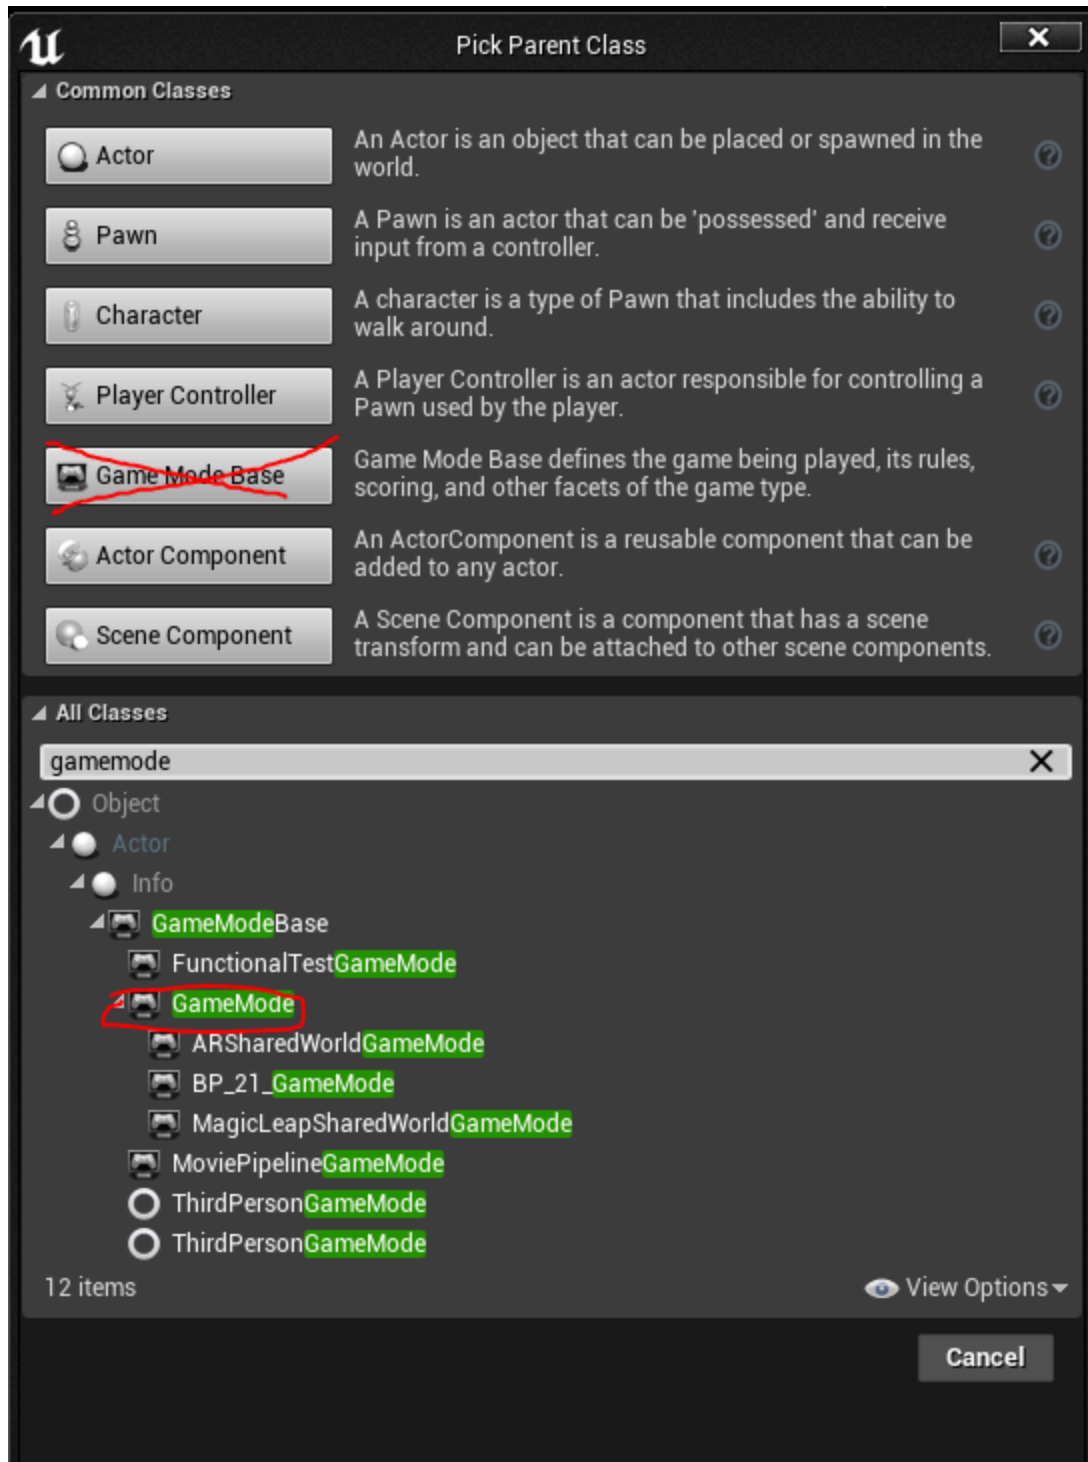 Pick Parent Class
Common Classes
Actor
An Actor is an object that can be placed or spawned in the
world.
Pawn
A Pawn is an actor that can be 'possessed' and receive
input from a controller.
Character
A character is a type of Pawn that includes the ability to
walk around.
Player Controller
A Player Controller is an actor responsible for controlling a
Pawn used by the player.
Game Mode Base
Game Mode Base defines the game being played, its rules,
scoring, and other facets of the game type.
Actor Component
An ActorComponent is a reusable component that can be
added to any actor.
Scene Component
A Scene Component is a component that has a scene
transform and can be attached to other scene components.
All Classes
gamemode
Object
Actor
Info
GameModeBase
FunctionalTestGameMode
GameMode
ARSharedWorldGameMode
BP_21_GameMode
MagicLeapSharedWorldGameMode
MoviePipelineGameMode
ThirdPersonGameMode
ThirdPersonGameMode
12 items
View Options
Cancel